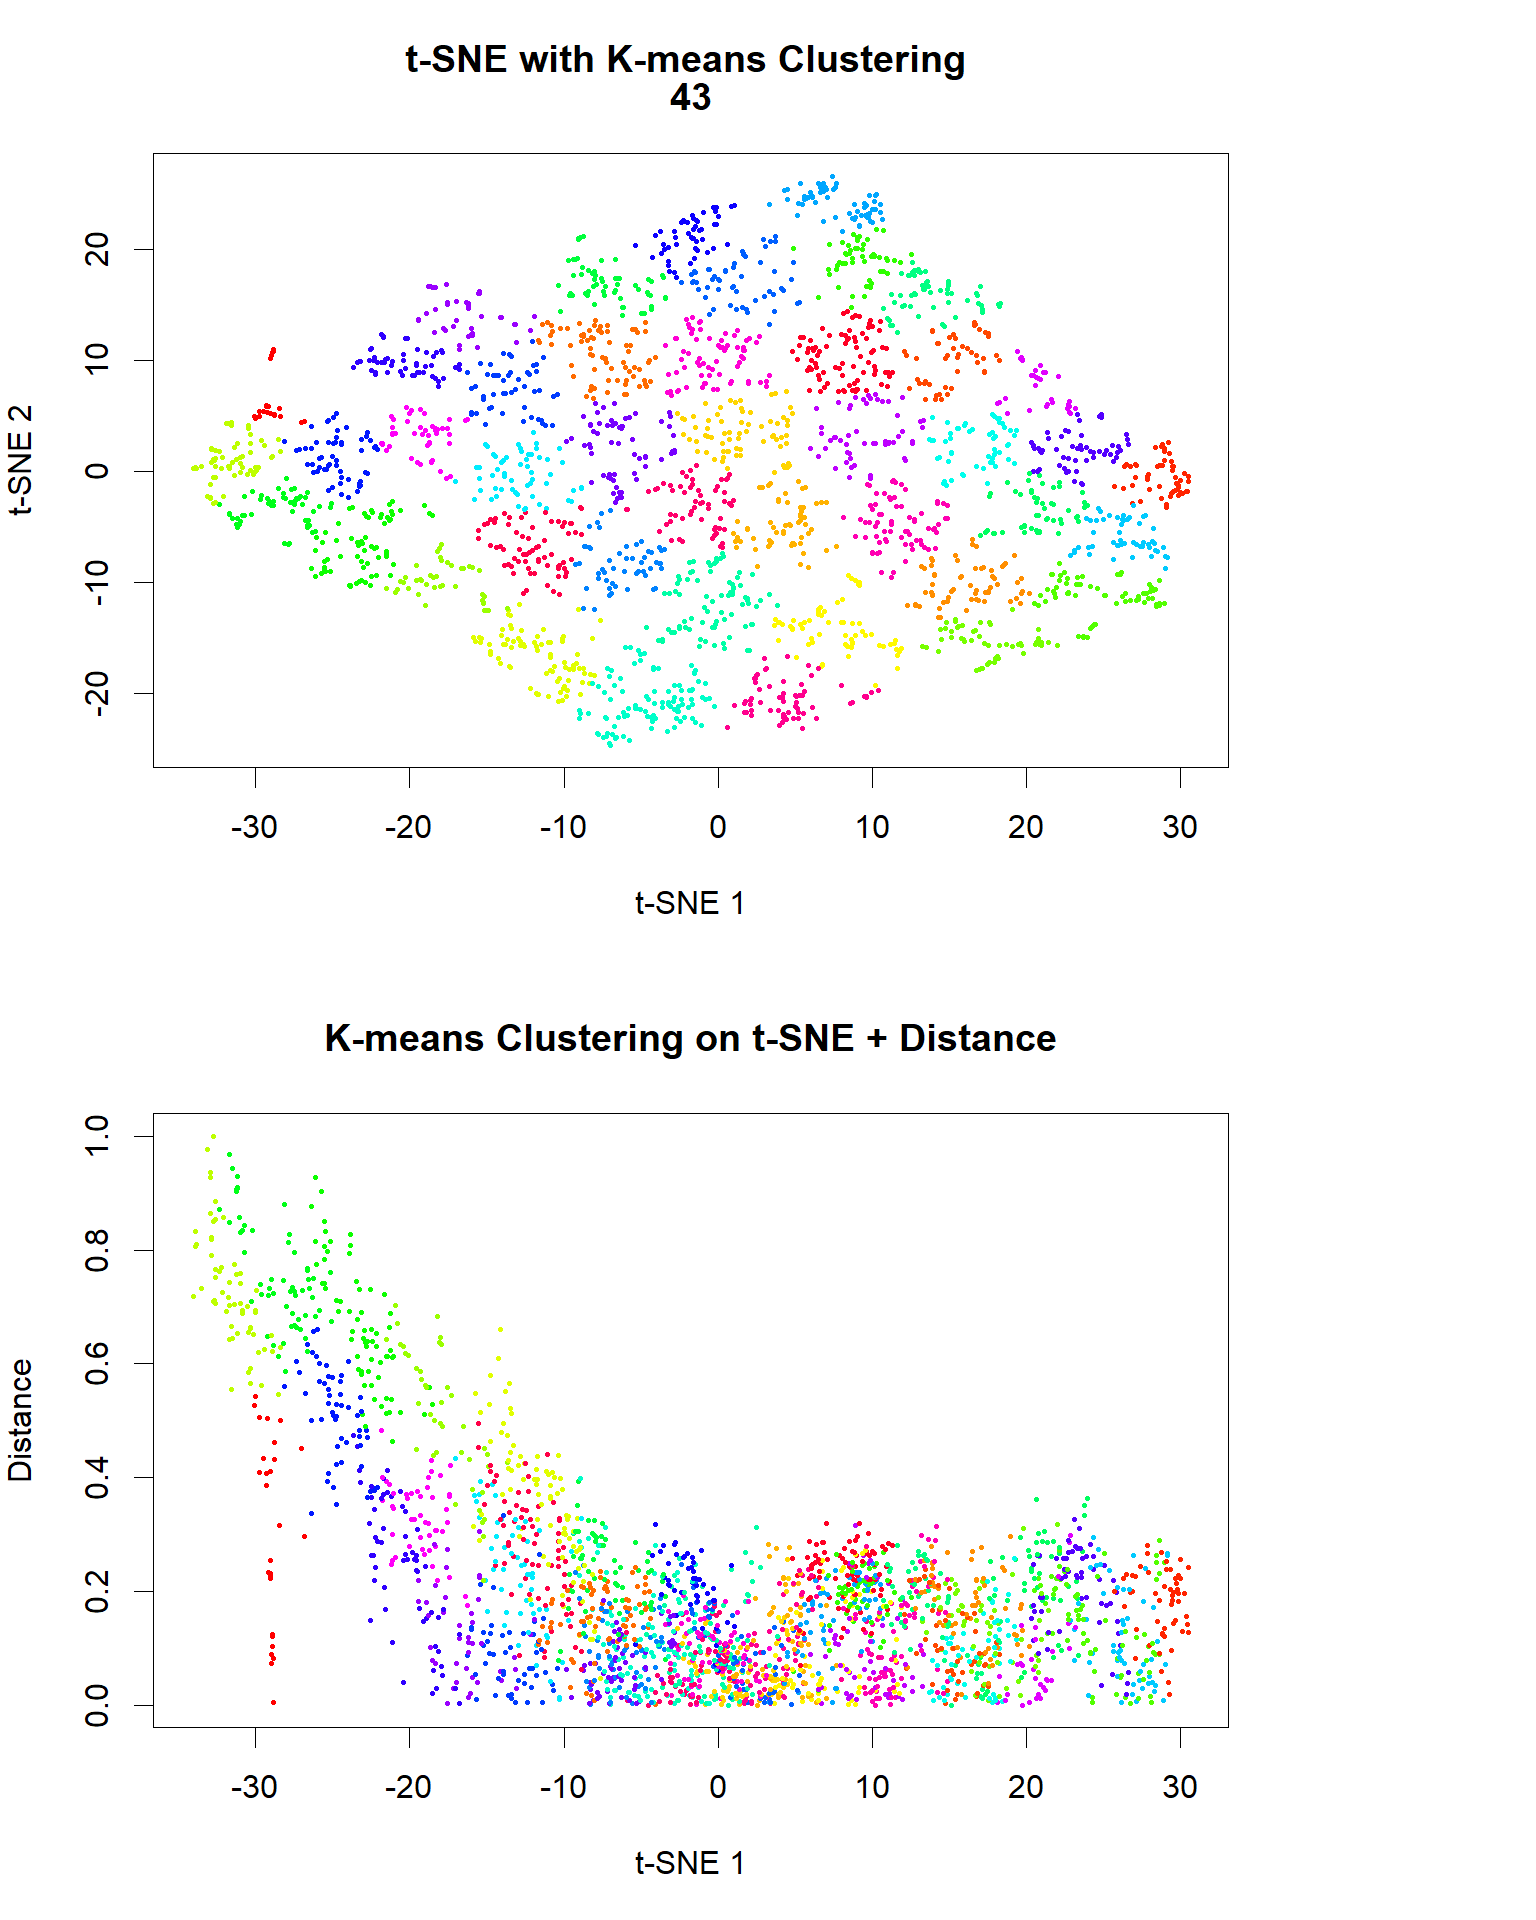 t-SNE with K-means Clustering
43
t-SNE 2
20
10
0
-10
-20
-30 -20 -10 0 10 20 30
t-SNE 1
K-means Clustering on t-SNE + Distance
Distance
1.0
0.8
0.6
0.4
0.2
0.0
-30 -20 -10 0 10 20 30
t-SNE 1